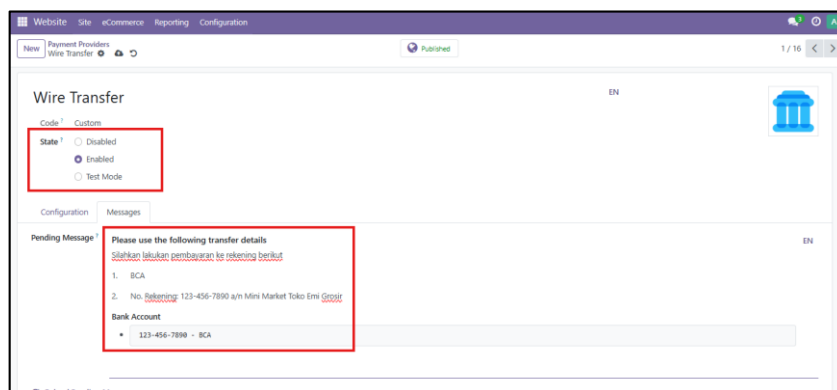 Website Site eCommerce Reporting Configuration
New Payment Providers
Wire Transfer
Published
1 / 16
Wire Transfer
EN
Code ? Custom
State ? Disabled
Enabled
Test Mode
Configuration Messages
Pending Message ? Please use the following transfer details
EN
Silahkan lakukan pembayaran ke rekening berikut
1. BCA
2. No. Rekening: 123-456-7890 a/n Mini Market Toko Emi Grosir
Bank Account
• 123-456-7890 - BCA